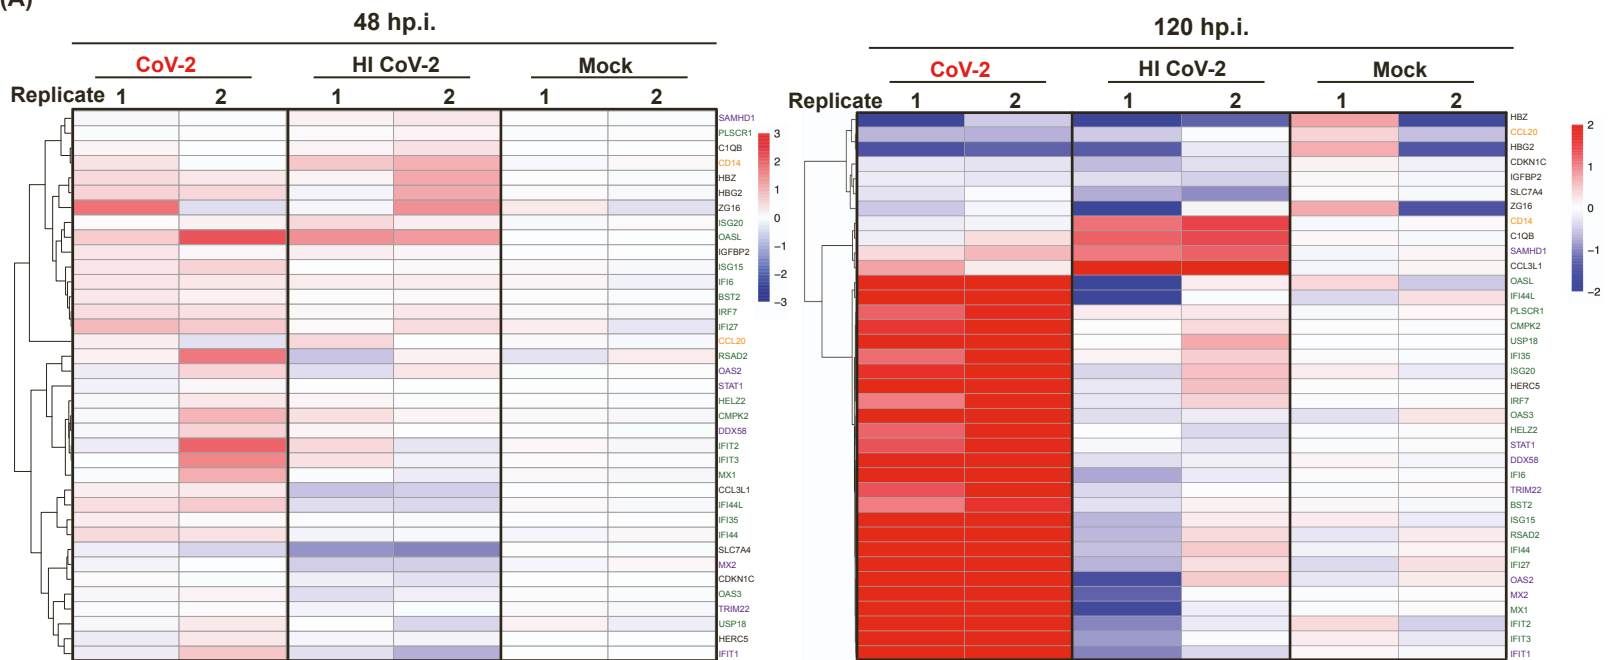 (A)
48 hp.i.
CoV-2 HI CoV-2 Mock
Replicate 1 2 1 2 1 2
SAMHD1
PLSCR1
C1QB
CD14
HBZ
HBG2
ZG16
ISG20
OASL
IGFBP2
ISG15
IFI6
BST2
IRF7
IFI27
CCL20
RSAD2
OAS2
STAT1
HELZ2
CMPK2
DDX58
IFIT2
IFIT3
MX1
CCL3L1
IFI44L
IFI35
IFI44
SLC7A4
MX2
CDKN1C
OAS3
TRIM22
USP18
HERC5
IFIT1
3
2
1
0
−1
−2
−3
120 hp.i.
CoV-2 HI CoV-2 Mock
Replicate 1 2 1 2 1 2
HBZ
CCL20
HBG2
CDKN1C
IGFBP2
SLC7A4
ZG16
CD14
C1QB
SAMHD1
CCL3L1
OASL
IFI44L
PLSCR1
CMPK2
USP18
IFI35
ISG20
HERC5
IRF7
OAS3
HELZ2
STAT1
DDX58
IFI6
TRIM22
BST2
ISG15
RSAD2
IFI44
IFI27
OAS2
MX2
MX1
IFIT2
IFIT3
IFIT1
2
1
0
−1
−2